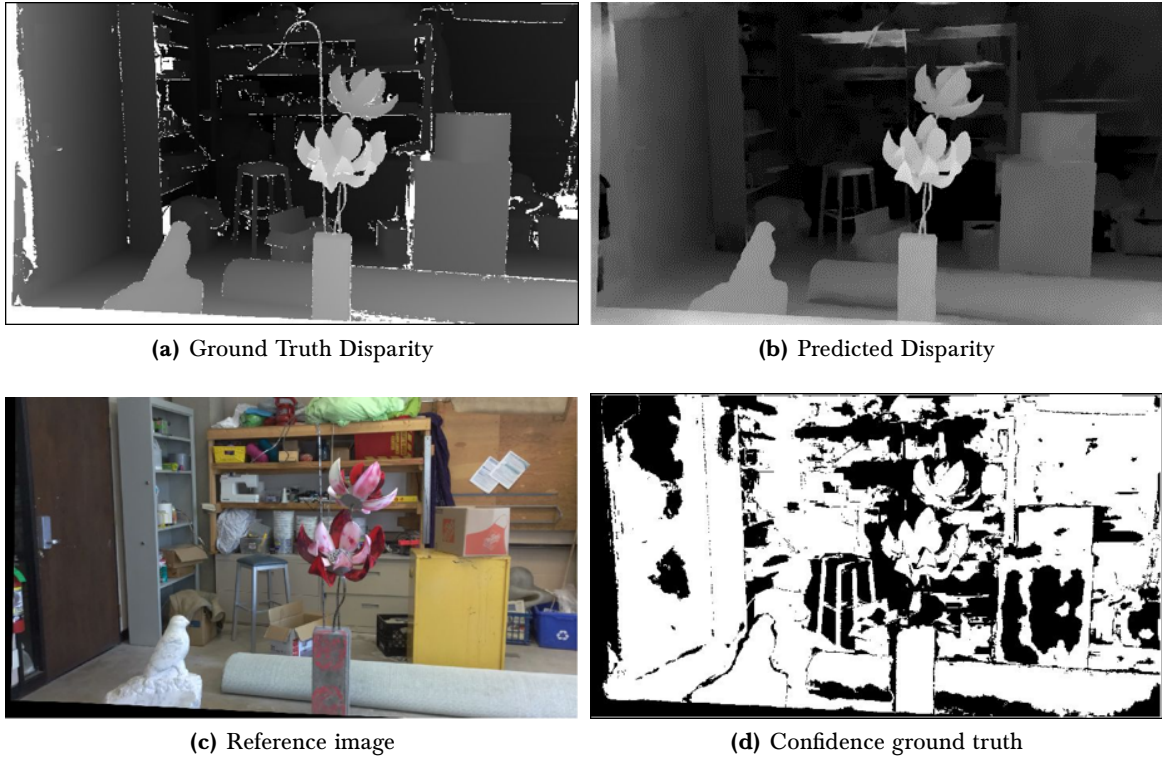 (a) Ground Truth Disparity
(b) Predicted Disparity
(c) Reference image
(d) Confidence ground truth